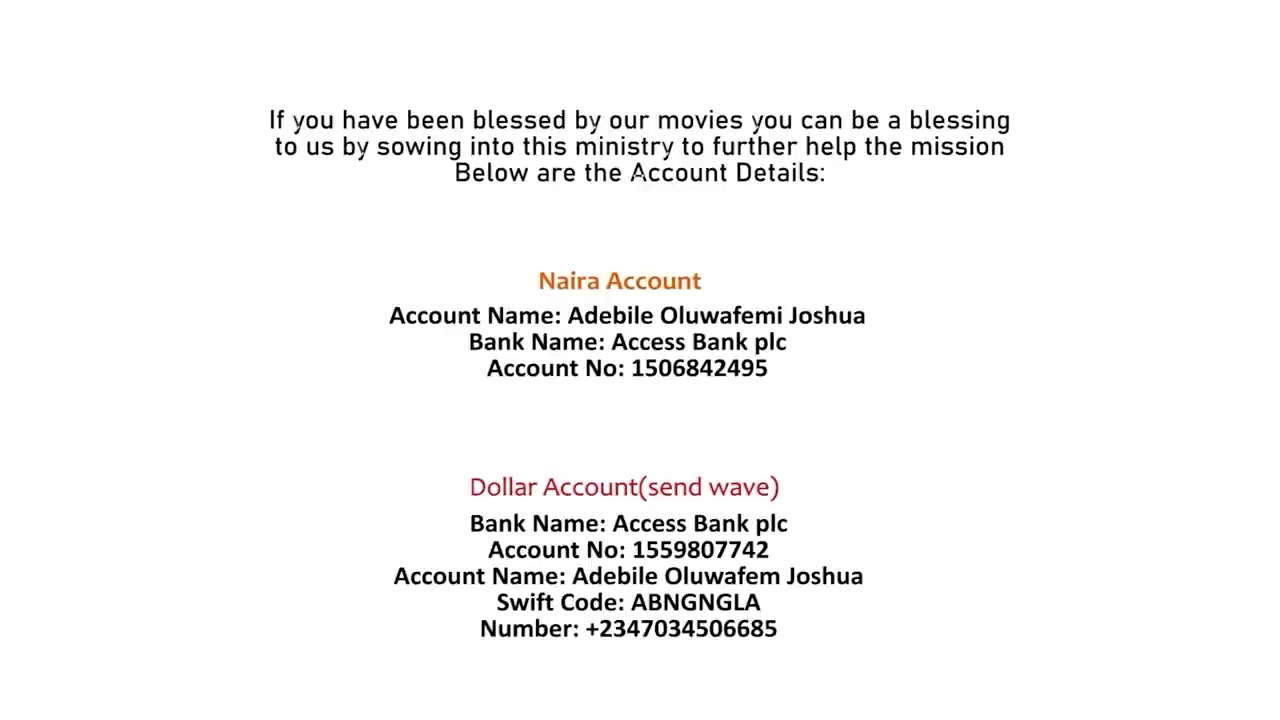 If you have been blessed by our movies you can be a blessing
to us by sowing into this ministry to further help the mission
Below are the Account Details:
Naira Account
Account Name: Adebile Oluwafemi Joshua
Bank Name: Access Bank plc
Account No: 1506842495
Dollar Account(send wave)
Bank Name: Access Bank plc
Account No: 1559807742
Account Name: Adebile Oluwafem Joshua
Swift Code: ABNGNGLA
Number: +2347034506685